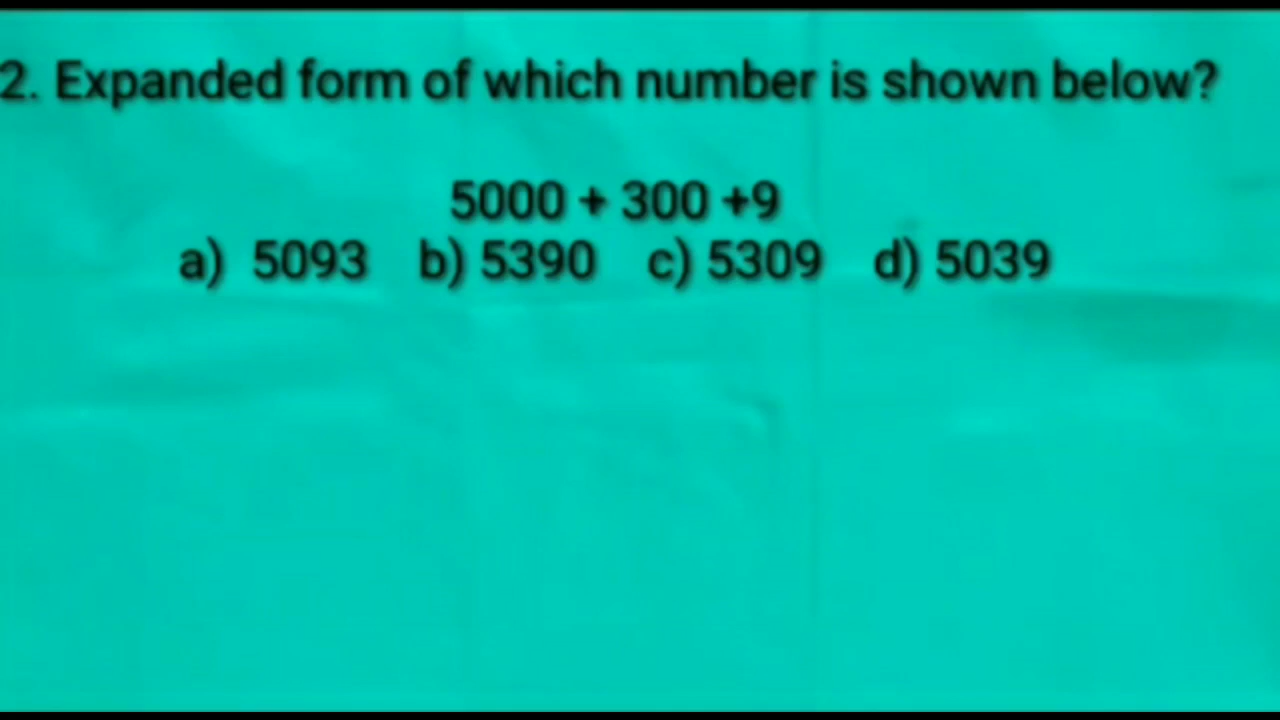 2. Expanded form of which number is shown below?
5000 + 300 +9
a) 5093 b) 5390 c) 5309 d) 5039